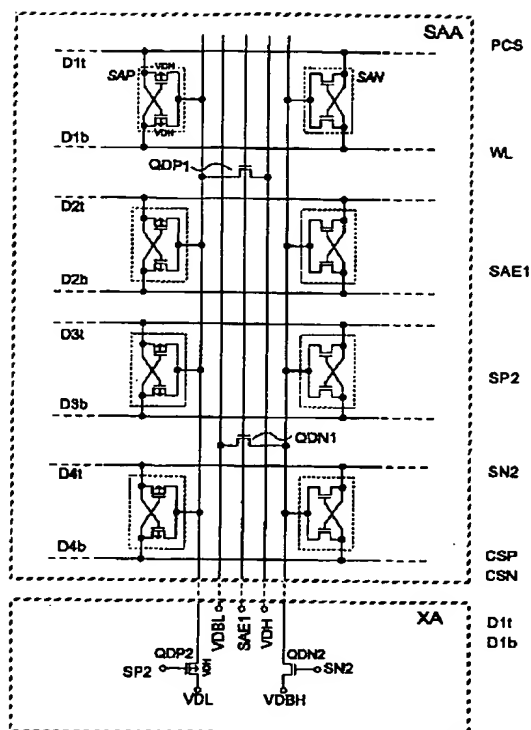 SAA
PCS
D1t
SAP
VDH
VDH
SAN
D1b
WL
QDP1
D2t
SAE1
D2b
D3t
SP2
D3b
QDN1
D4t
SN2
D4b
CSP
CSN
XA
VDBL
SAE1
VDH
D1t
D1b
QDP2
VDH
QDN2
SP2
SN2
VDL
VDBH